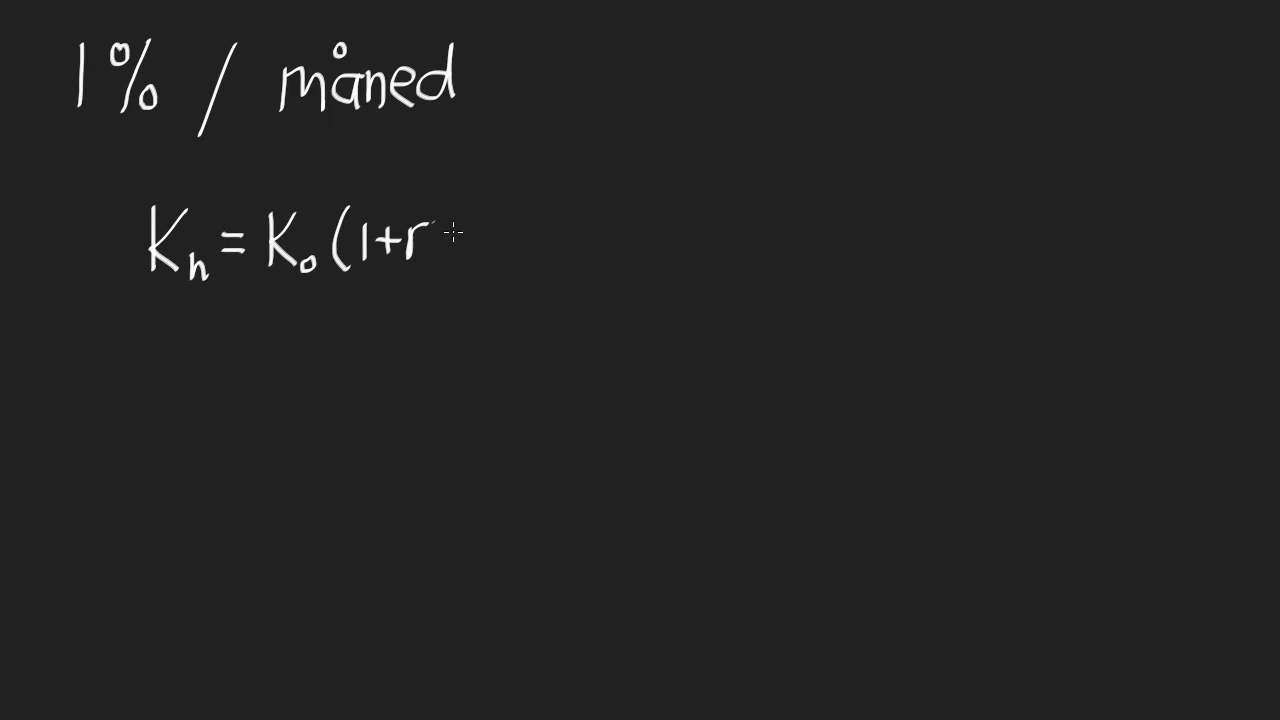 1% / måned
Kₙ = K₀ (1+r